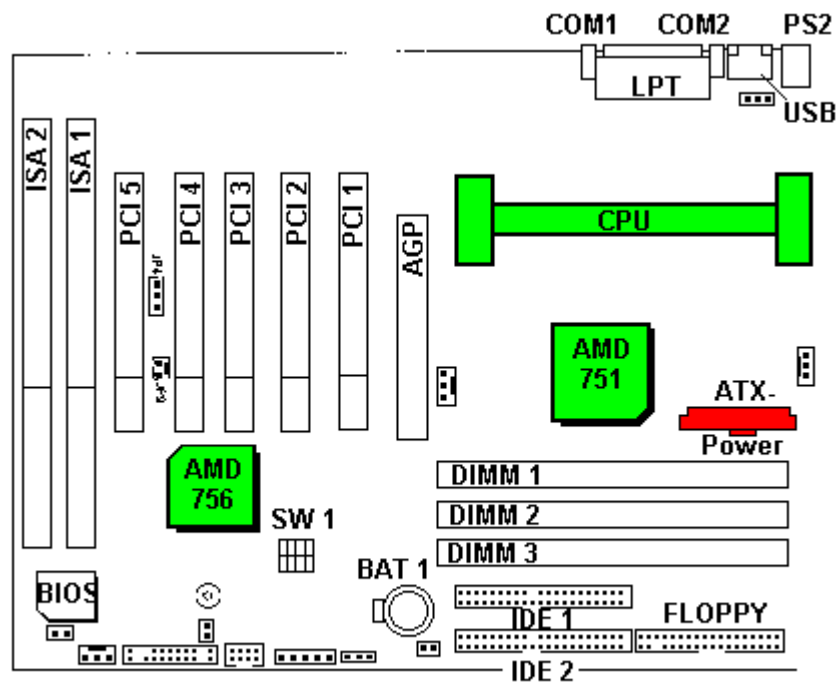 COM1 COM2 PS2
LPT
USB
ISA 2
ISA 1
PCI 5
PCI 4
PCI 3
PCI 2
PCI 1
AGP
CPU
AMD
751
ATX-
Power
AMD
756
DIMM 1
DIMM 2
DIMM 3
SW 1
BAT 1
BIOS
IDE 1
FLOPPY
IDE 2